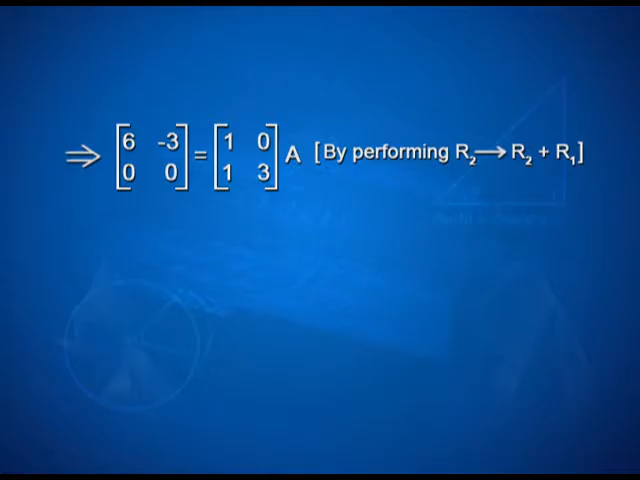 ⇒ [6 -3 0 0] = [1 0 1 3] A [By performing R₂⟶R₂ + R₁]